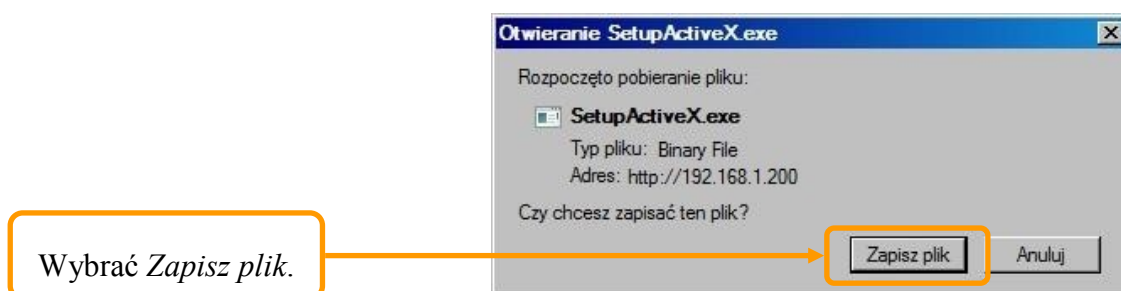 Otwieranie SetupActiveX.exe
Rozpoczęto pobieranie pliku:
SetupActiveX.exe
Typ pliku: Binary File
Adres: http://192.168.1.200
Czy chcesz zapisać ten plik?
Zapisz plik Anuluj
Wybrać Zapisz plik.